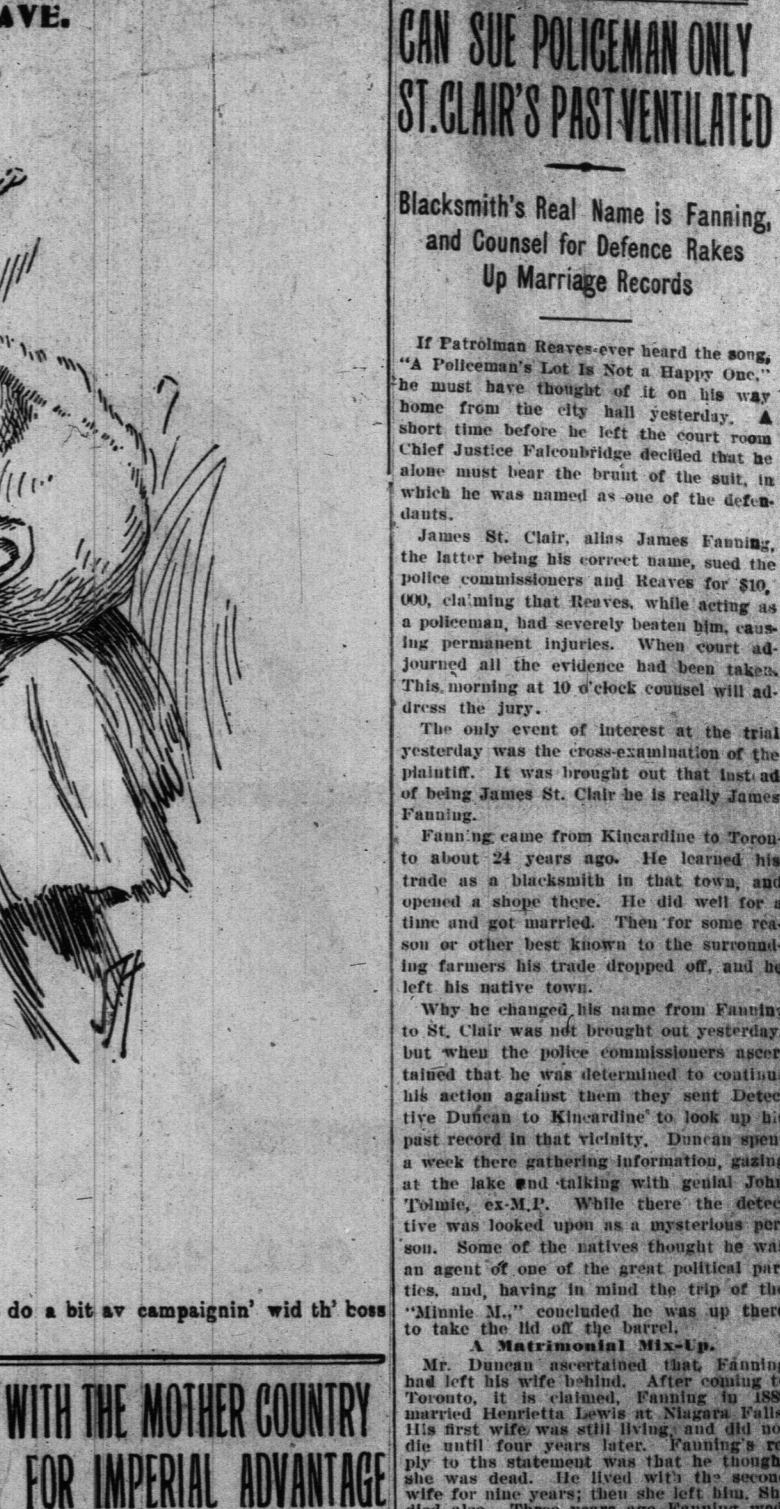 AVE.
do a bit av campaignin' wid th' boss
WITH THE MOTHER COUNTRY
FOR IMPERIAL ADVANTAGE
CAN SUE POLICEMAN ONLY
ST. CLAIR'S PAST VENTILATED
Blacksmith's Real Name is Fanning,
and Counsel for Defence Rakes
Up Marriage Records
If Patrolman Reaves ever heard the song,
"A Policeman's Lot Is Not a Happy One,"
he must have thought of it on his way
home from the city hall yesterday. A
short time before he left the court room
Chief Justice Falconbridge decided that he
alone must bear the brunt of the suit, in
which he was named as one of the defen-
dants.
James St. Clair, alias James Fanning,
the latter being his correct name, sued the
police commissioners and Reaves for $10,
000, claiming that Reaves, while acting as
a policeman, had severely beaten him, caus-
ing permanent injuries. When court ad-
journed all the evidence had been taken.
This morning at 10 o'clock counsel will ad-
dress the jury.
The only event of interest at the trial
yesterday was the cross-examination of the
plaintiff. It was brought out that instead
of being James St. Clair he is really James
Fanning.
Fanning came from Kincardine to Toron-
to about 24 years ago. He learned his
trade as a blacksmith in that town, and
opened a shope there. He did well for a
time and got married. Then for some rea-
son or other best known to the surround-
ing farmers his trade dropped off, and he
left his native town.
Why he changed his name from Fanning
to St. Clair was not brought out yesterday
but when the police commissioners ascer
tained that he was determined to continu
his action against them they sent Detec
tive Duncan to Kincardine to look up hi
past record in that vicinity. Duncan spen
a week there gathering information, gazing
at the lake and talking with genial John
Tolmie, ex-M.P. While there the detec
tive was looked upon as a mysterious per
son. Some of the natives thought he wa
an agent of one of the great political par
ties, and, having in mind the trip of the
"Minnie M.," concluded he was up there
to take the lid off the barrel.
A Matrimonial Mix-Up.
Mr. Duncan ascertained that Fanning
had left his wife behind. After coming t
Toronto, it is claimed, Fanning in 188
married Henrietta Lewis at Niagara Falls
His first wife was still living, and did no
die until four years later. Fanning's re
ply to ths statement was that he though
she was dead. He lived with the secon
wife for nine years; then she left him. Sh